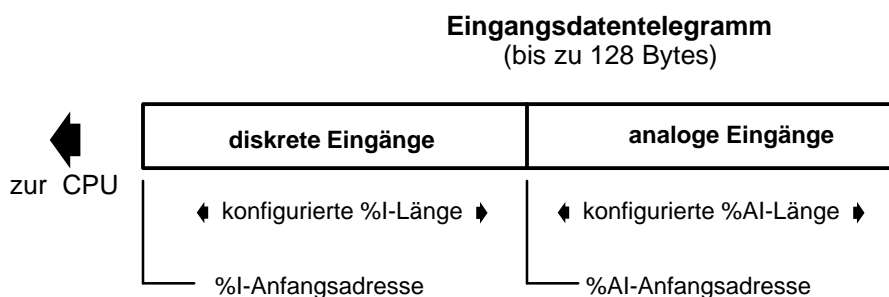 Eingangsdatentelegramm
(bis zu 128 Bytes)
diskrete Eingänge
analoge Eingänge
zur CPU
konfigurierte %I-Länge
konfigurierte %AI-Länge
%I-Anfangsadresse
%AI-Anfangsadresse